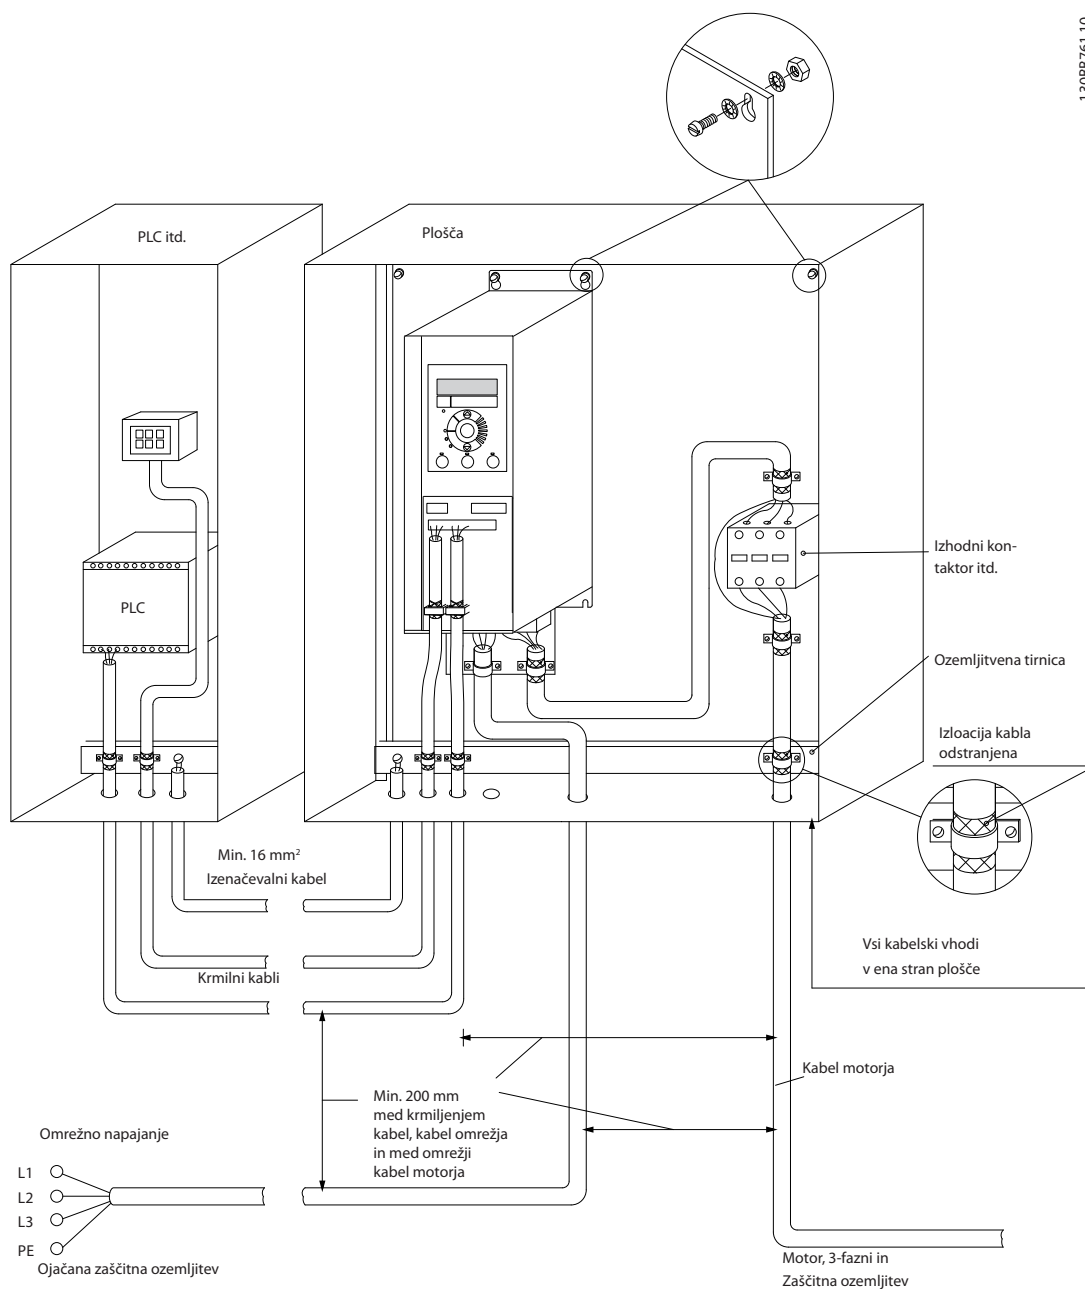 130BB761.10
PLC itd.
Plošča
PLC
Izhodni kon-
taktor itd.
Ozemljitvena tirnica
Izloacija kabla
odstranjena
Min. 16 mm²
Izenačevalni kabel
Krmilni kabli
Vsi kabelski vhodi
v ena stran plošče
Min. 200 mm
med krmiljenjem
kabel, kabel omrežja
in med omrežji
kabel motorja
Kabel motorja
Omrežno napajanje
L1
L2
L3
PE
Ojačana zaščitna ozemljitev
Motor, 3-fazni in
Zaščitna ozemljitev